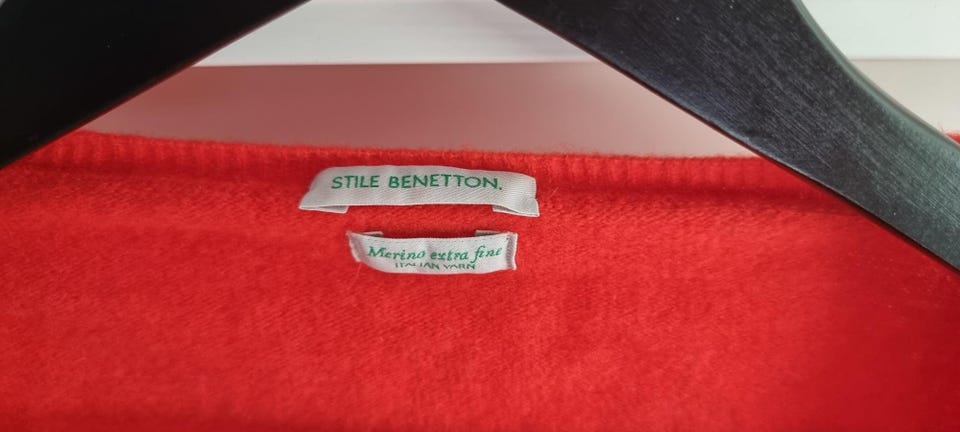 STILE BENETTON.
Merino extra fine
ITALIAN YARN